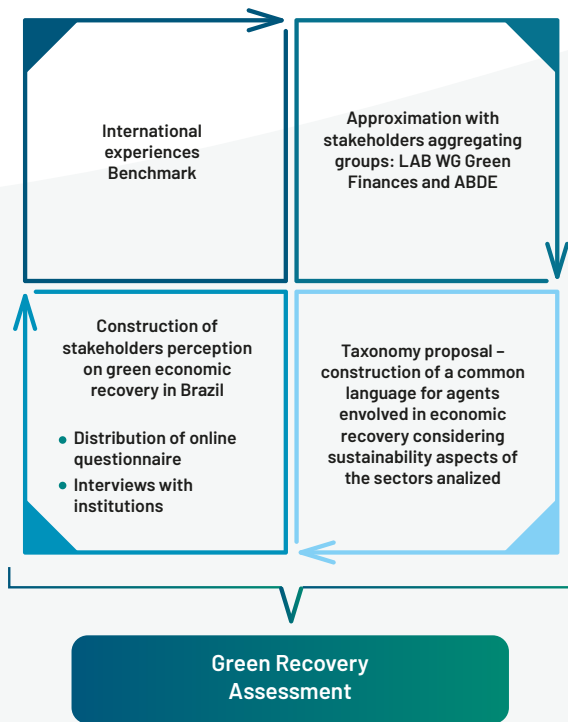 International
experiences
Benchmark
Approximation with
stakeholders aggregating
groups: LAB WG Green
Finances and ABDE
Construction of
stakeholders perception
on green economic
recovery in Brazil
• Distribution of online
questionnaire
• Interviews with
institutions
Taxonomy proposal –
construction of a common
language for agents
envolved in economic
recovery considering
sustainability aspects of
the sectors analized
Green Recovery
Assessment